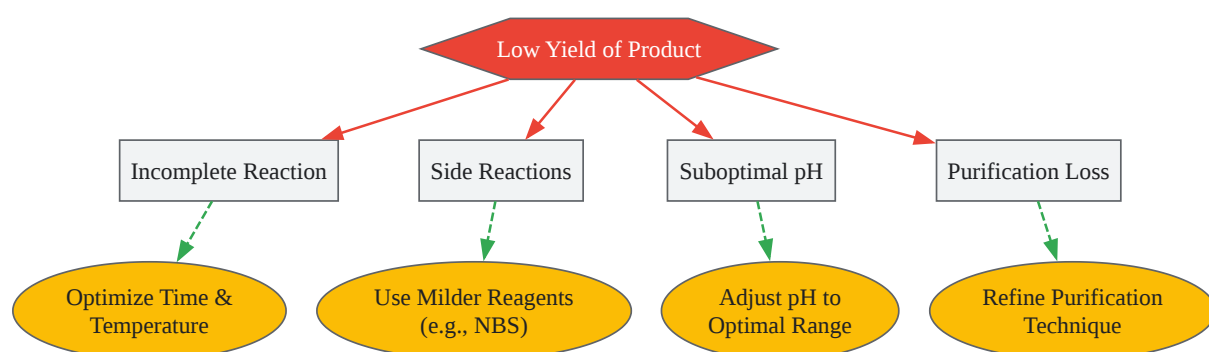 Low Yield of Product
Incomplete Reaction
Side Reactions
Suboptimal pH
Purification Loss
Optimize Time &
Temperature
Use Milder Reagents
(e.g., NBS)
Adjust pH to
Optimal Range
Refine Purification
Technique